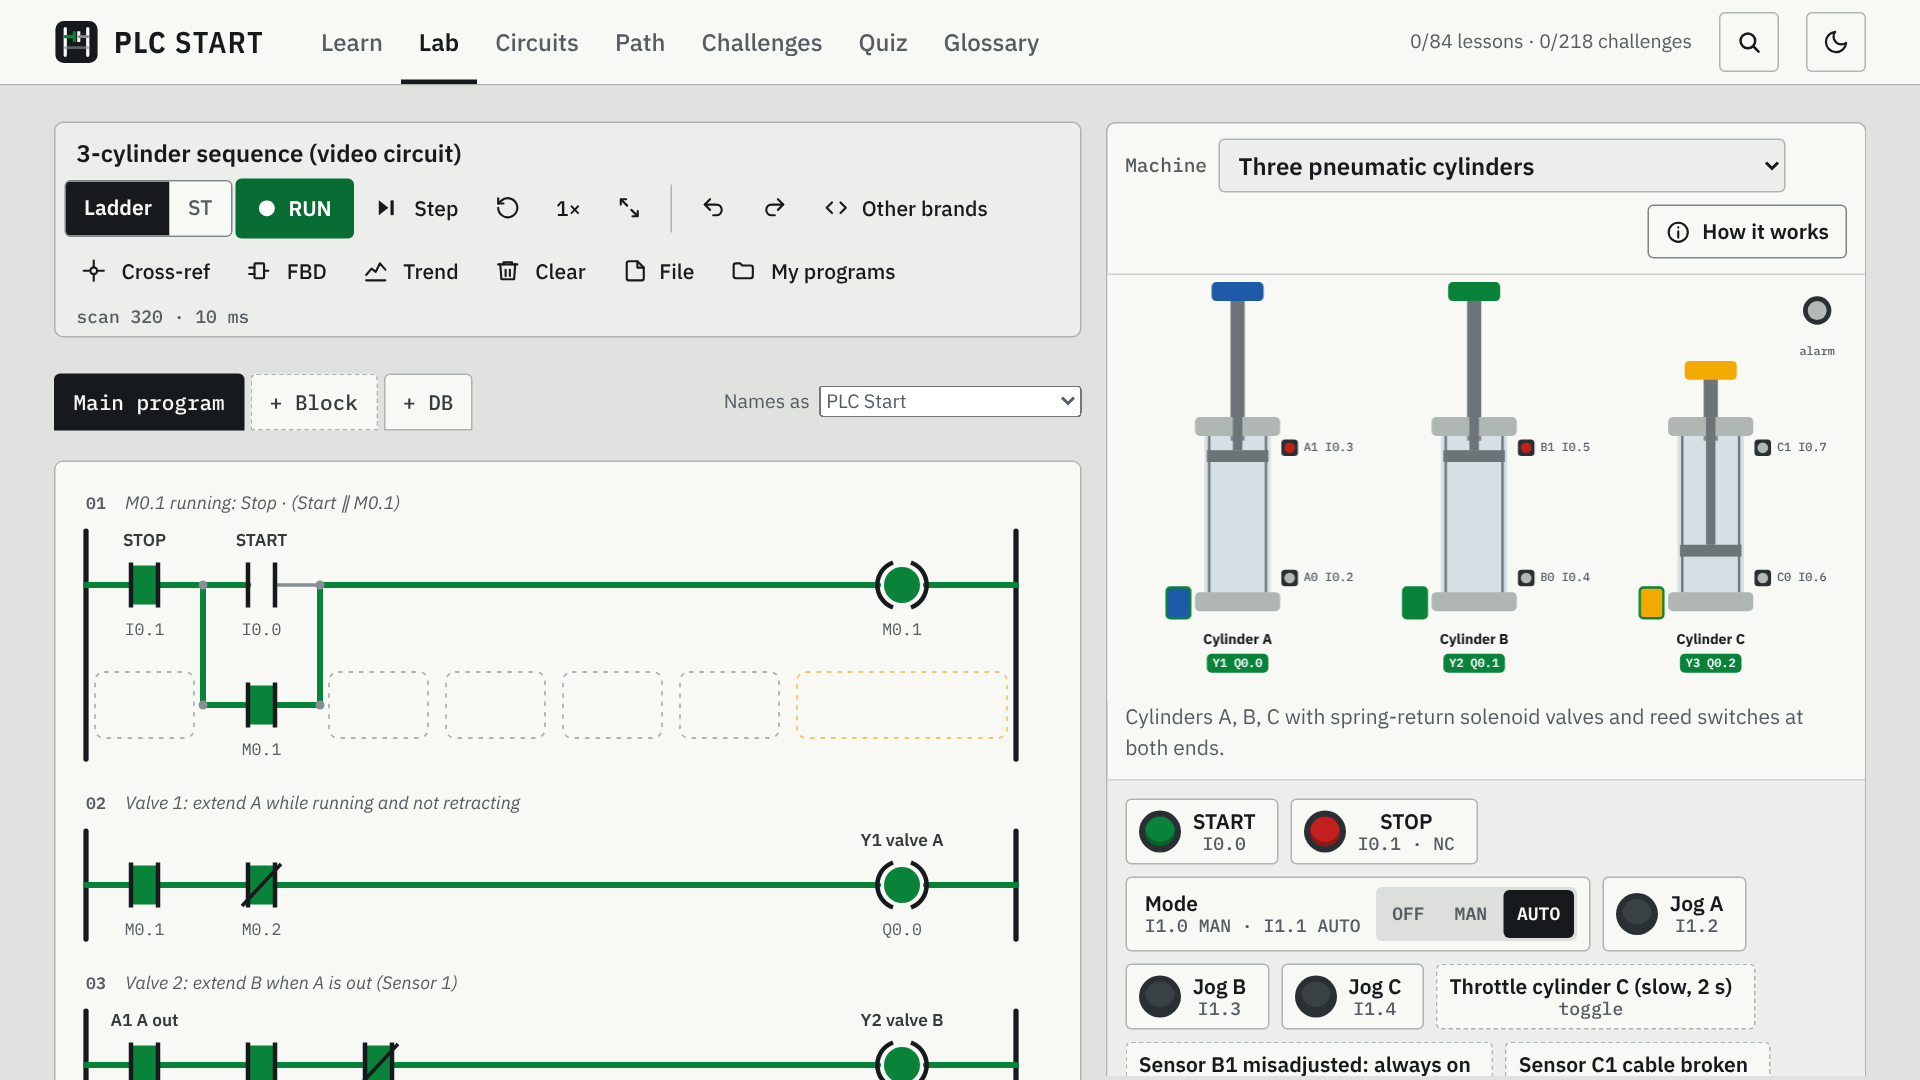 PLC START
Learn Lab Circuits Path Challenges Quiz Glossary
0/84 lessons · 0/218 challenges
3-cylinder sequence (video circuit)
Ladder ST RUN Step 1× Other brands
Cross-ref FBD Trend Clear File My programs
scan 320 · 10 ms
Main program + Block + DB
Names as PLC Start
01 M0.1 running: Stop · (Start ∥ M0.1)
STOP START
I0.1 I0.0 M0.1
M0.1
02 Valve 1: extend A while running and not retracting
Y1 valve A
M0.1 M0.2 Q0.0
03 Valve 2: extend B when A is out (Sensor 1)
A1 A out Y2 valve B
Machine Three pneumatic cylinders
How it works
alarm
A1 I0.3 B1 I0.5 C1 I0.7
A0 I0.2 B0 I0.4 C0 I0.6
Cylinder A Cylinder B Cylinder C
Y1 Q0.0 Y2 Q0.1 Y3 Q0.2
Cylinders A, B, C with spring-return solenoid valves and reed switches at
both ends.
START STOP
I0.0 I0.1 · NC
Mode OFF MAN AUTO Jog A
I1.0 MAN · I1.1 AUTO I1.2
Jog B Jog C Throttle cylinder C (slow, 2 s)
I1.3 I1.4 toggle
Sensor B1 misadjusted: always on Sensor C1 cable broken